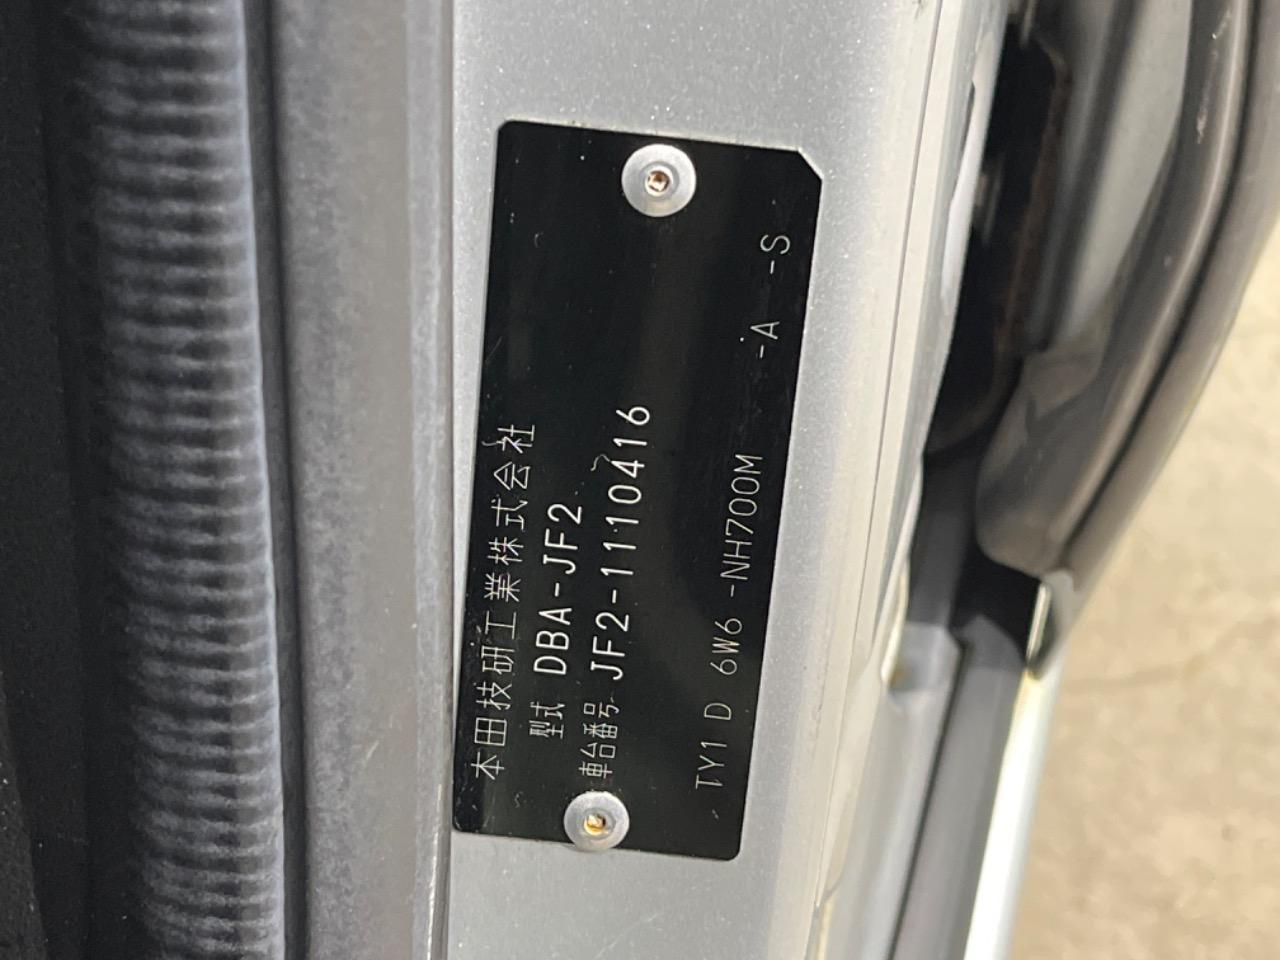 本田技研工業株式会社
型式 DBA-JF2
車台番号 JF2-1110416
TY1 D 6W6 -NH700M -A -S